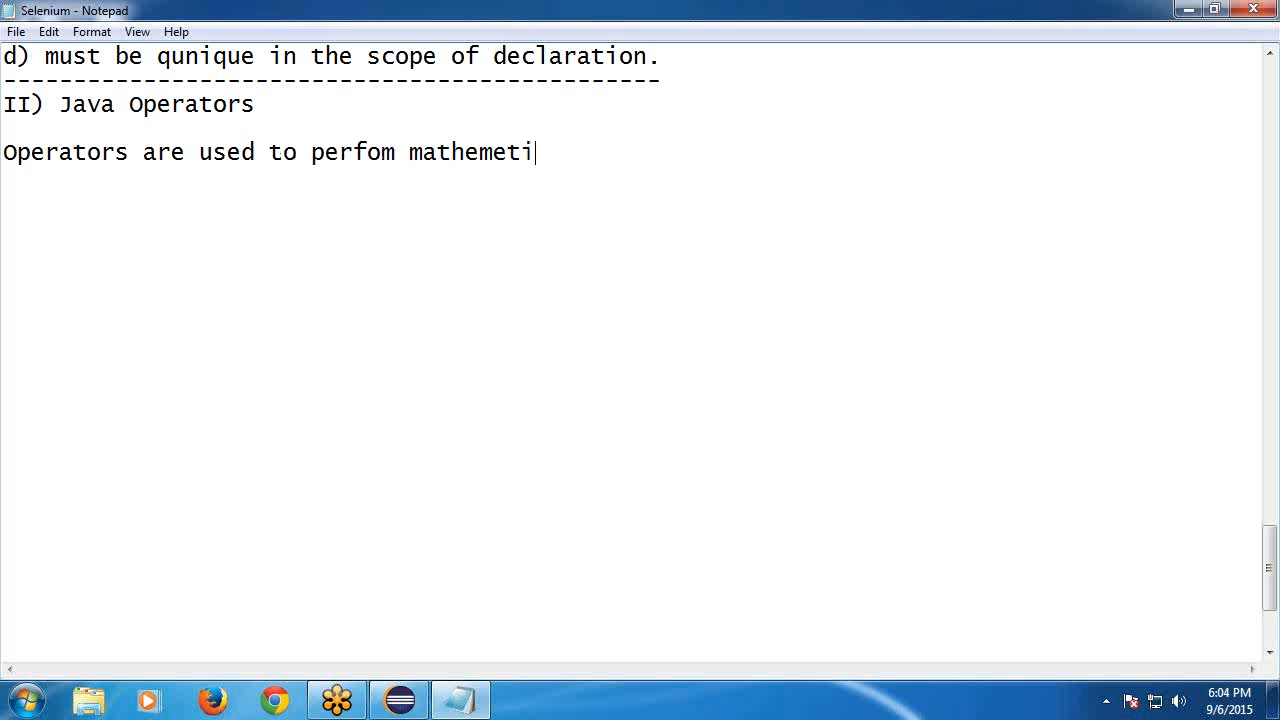 Selenium - Notepad
File Edit Format View Help
d) must be qunique in the scope of declaration.
-----------------------------------------------
II) Java Operators
Operators are used to perfom mathemeti
6:04 PM
9/6/2015